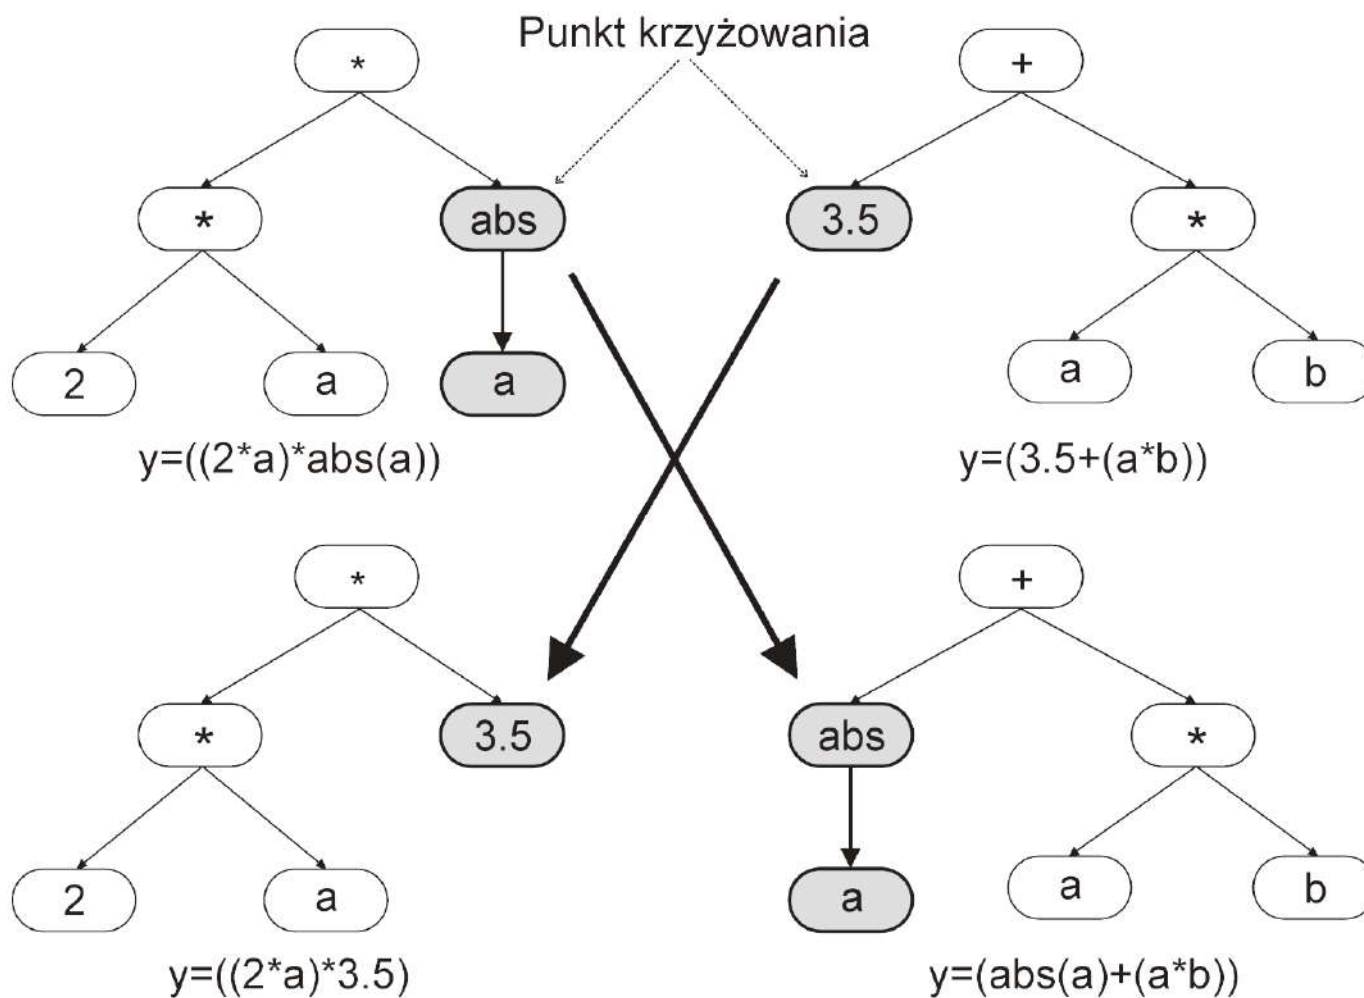 Punkt krzyżowania
* +
* abs 3.5 *
2 a a a b
y=((2*a)*abs(a)) y=(3.5+(a*b))
* +
* 3.5 abs *
2 a a a b
y=((2*a)*3.5) y=(abs(a)+(a*b))